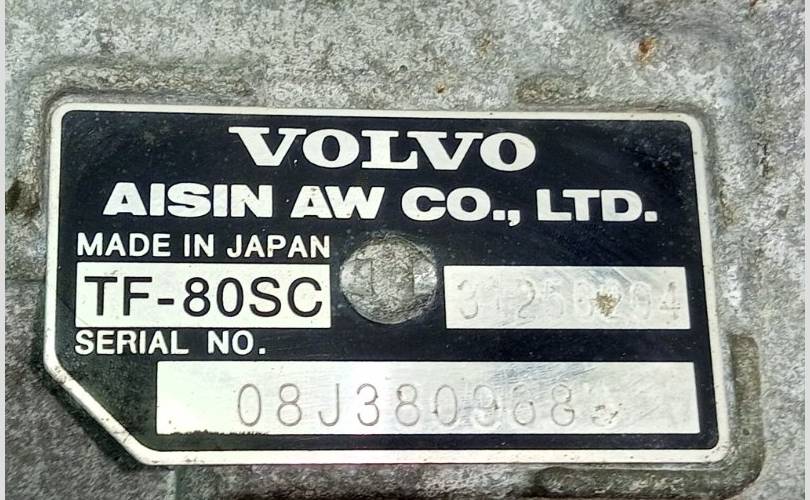 VOLVO
AISIN AW CO., LTD.
MADE IN JAPAN
TF-80SC
SERIAL NO.